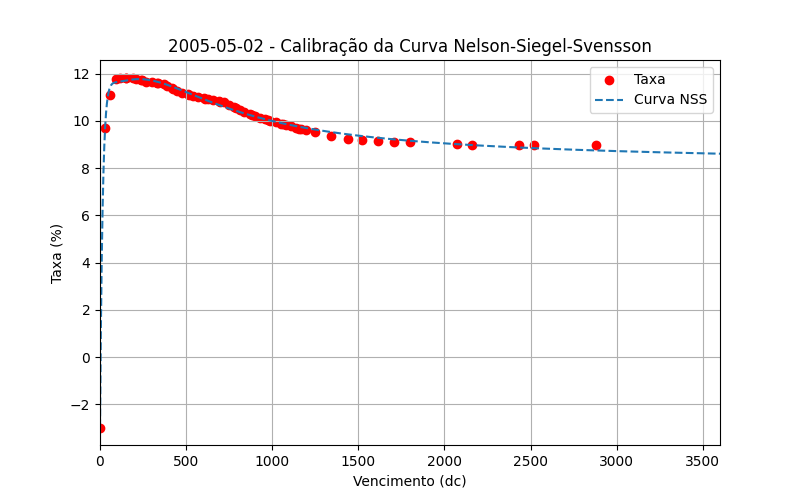 2005-05-02 - Calibração da Curva Nelson-Siegel-Svensson
Taxa
Curva NSS
Taxa (%)
12
10
8
6
4
2
0
−2
0 500 1000 1500 2000 2500 3000 3500
Vencimento (dc)